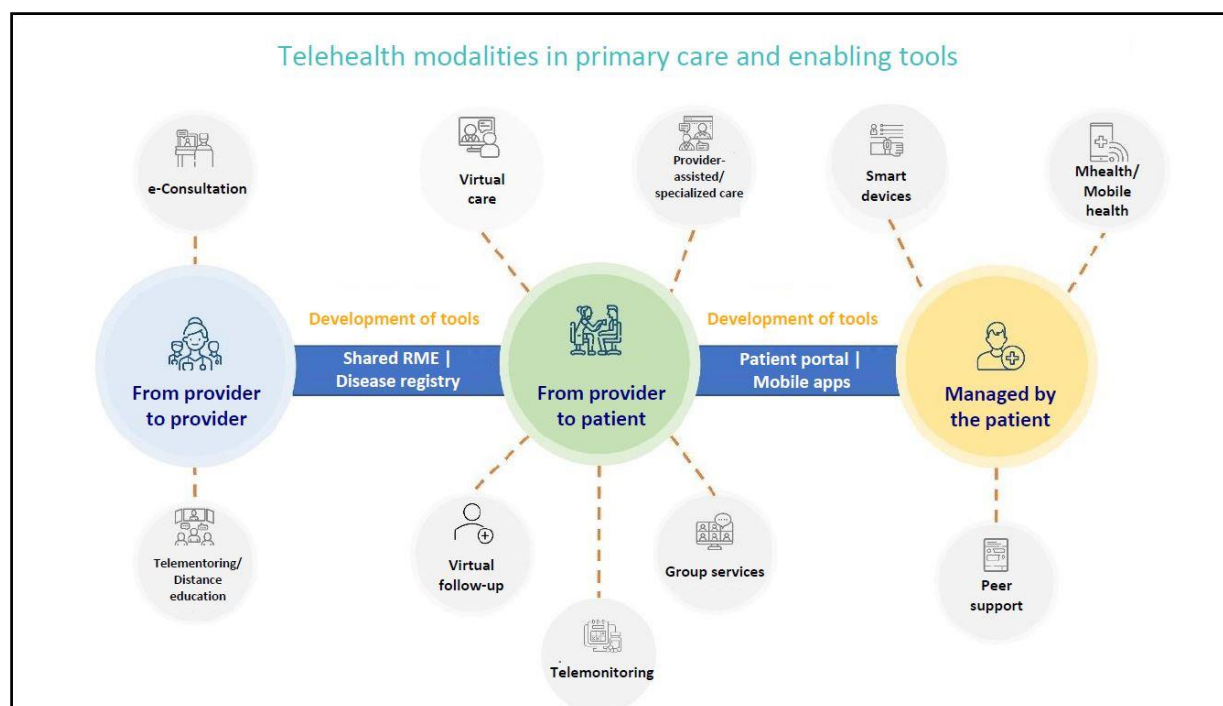 Telehealth modalities in primary care and enabling tools
e-Consultation
Virtual
care
Provider-
assisted/
specialized care
Smart
devices
Mhealth/
Mobile
health
From provider
to provider
Development of tools
Shared RME |
Disease registry
From provider
to patient
Development of tools
Patient portal |
Mobile apps
Managed by
the patient
Telementoring/
Distance
education
Virtual
follow-up
Telemonitoring
Group services
Peer
support